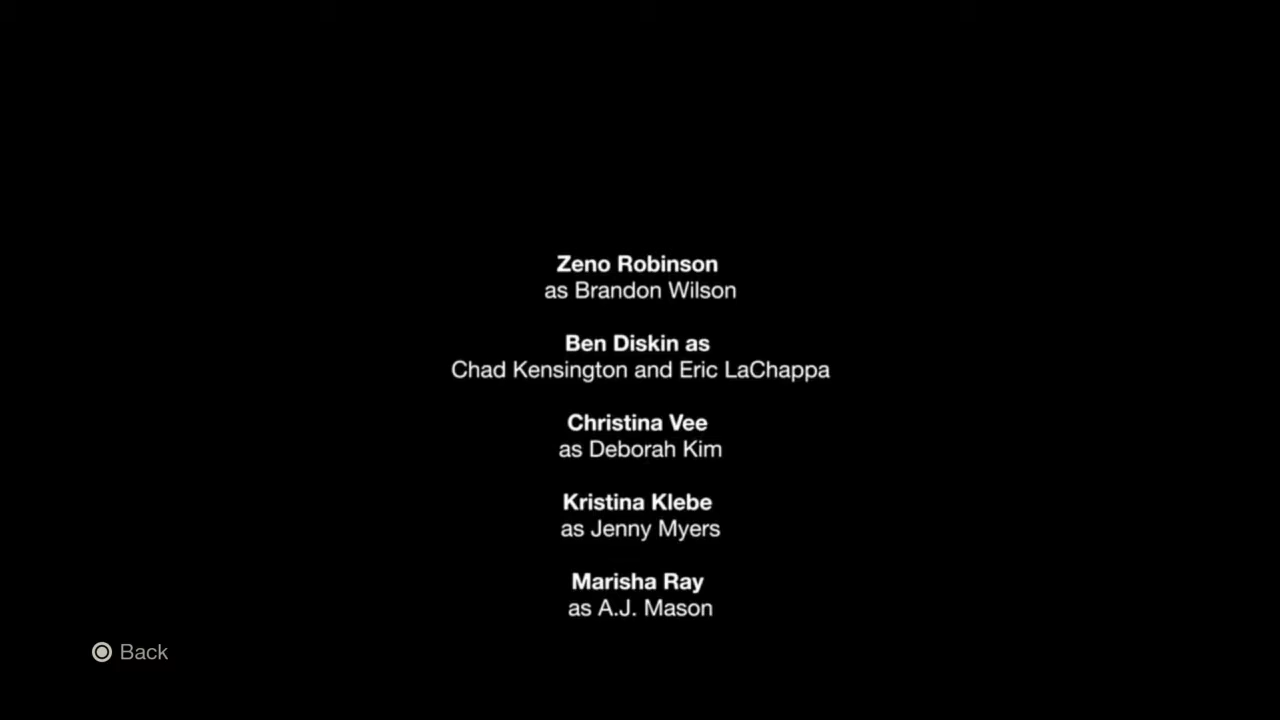 Zeno Robinson
as Brandon Wilson
Ben Diskin as
Chad Kensington and Eric LaChappa
Christina Vee
as Deborah Kim
Kristina Klebe
as Jenny Myers
Marisha Ray
as A.J. Mason
Back